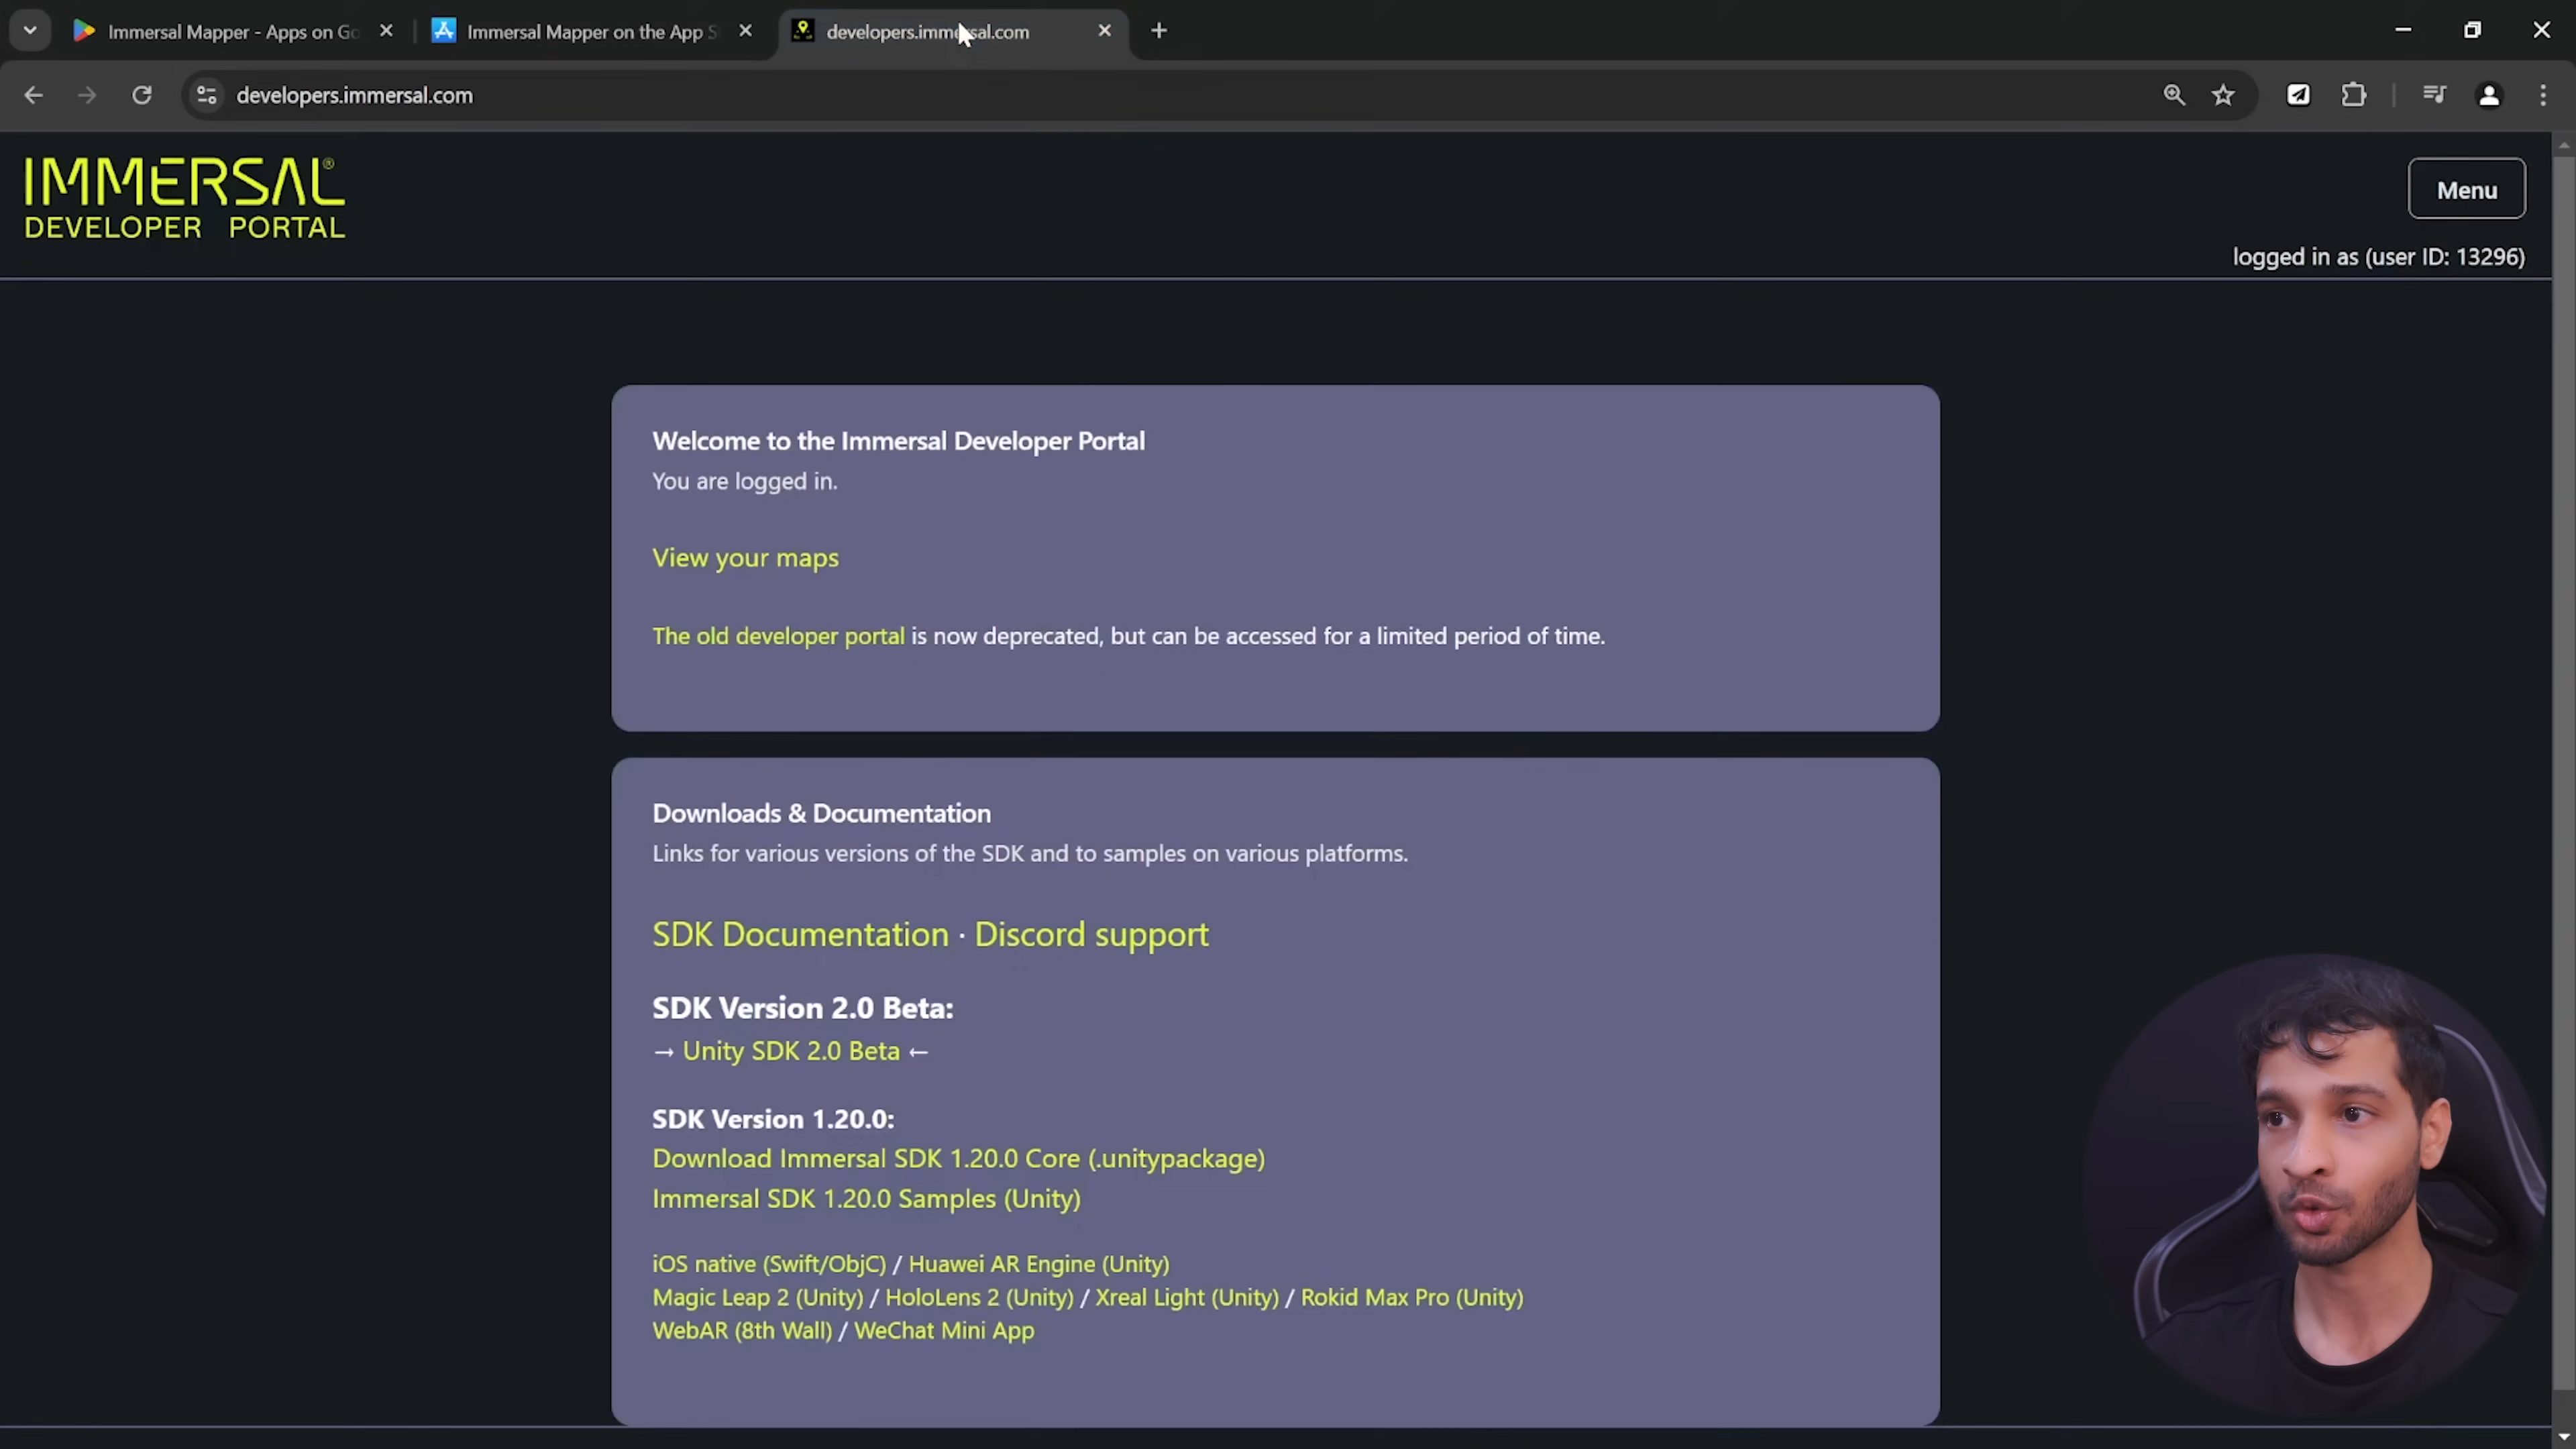 Immersal Mapper - Apps on Go
Immersal Mapper on the App S
developers.immersal.com
developers.immersal.com
IMMERSAL®
DEVELOPER PORTAL
Menu
logged in as (user ID: 13296)
Welcome to the Immersal Developer Portal
You are logged in.
View your maps
The old developer portal is now deprecated, but can be accessed for a limited period of time.
Downloads & Documentation
Links for various versions of the SDK and to samples on various platforms.
SDK Documentation · Discord support
SDK Version 2.0 Beta:
→ Unity SDK 2.0 Beta ←
SDK Version 1.20.0:
Download Immersal SDK 1.20.0 Core (.unitypackage)
Immersal SDK 1.20.0 Samples (Unity)
iOS native (Swift/ObjC) / Huawei AR Engine (Unity)
Magic Leap 2 (Unity) / HoloLens 2 (Unity) / Xreal Light (Unity) / Rokid Max Pro (Unity)
WebAR (8th Wall) / WeChat Mini App